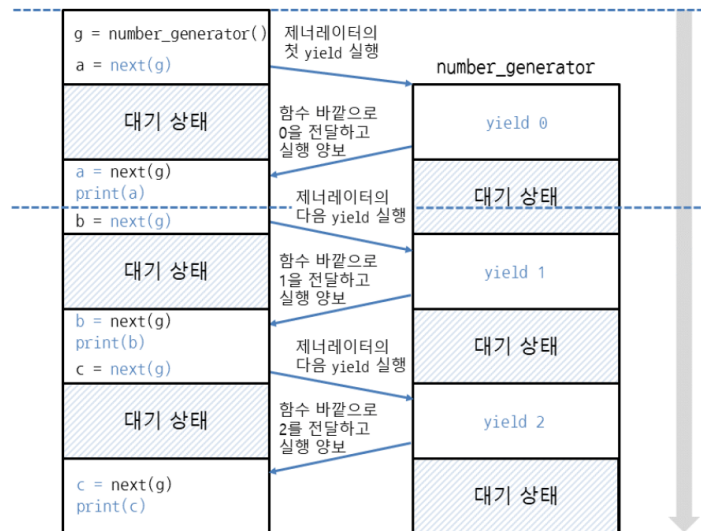 g = number_generator()
a = next(g)
제너레이터의
첫 yield 실행
number_generator
대기 상태
함수 바깥으로
0을 전달하고
실행 양보
yield 0
a = next(g)
print(a)
대기 상태
b = next(g)
제너레이터의
다음 yield 실행
대기 상태
함수 바깥으로
1을 전달하고
실행 양보
yield 1
b = next(g)
print(b)
대기 상태
c = next(g)
제너레이터의
다음 yield 실행
대기 상태
함수 바깥으로
2를 전달하고
실행 양보
yield 2
c = next(g)
print(c)
대기 상태